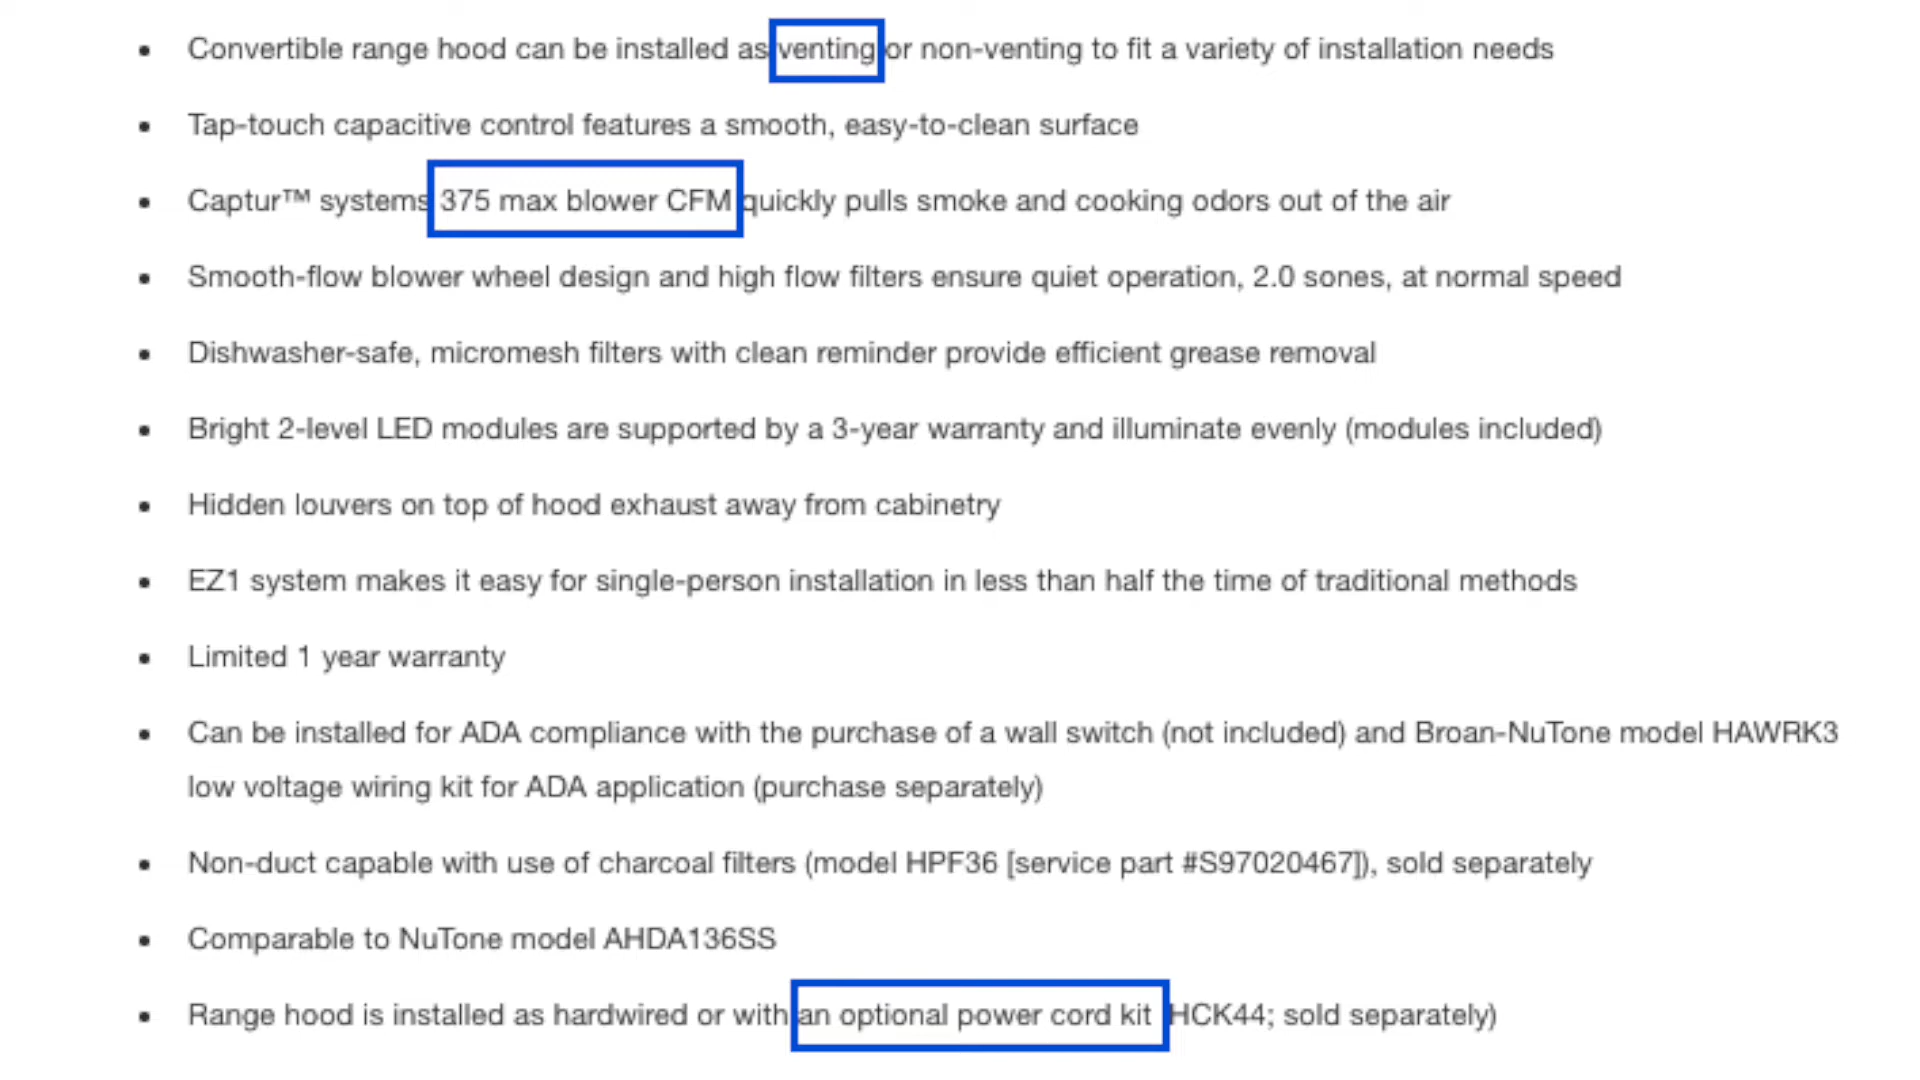 • Convertible range hood can be installed as venting or non-venting to fit a variety of installation needs
• Tap-touch capacitive control features a smooth, easy-to-clean surface
• Captur™ systems 375 max blower CFM quickly pulls smoke and cooking odors out of the air
• Smooth-flow blower wheel design and high flow filters ensure quiet operation, 2.0 sones, at normal speed
• Dishwasher-safe, micromesh filters with clean reminder provide efficient grease removal
• Bright 2-level LED modules are supported by a 3-year warranty and illuminate evenly (modules included)
• Hidden louvers on top of hood exhaust away from cabinetry
• EZ1 system makes it easy for single-person installation in less than half the time of traditional methods
• Limited 1 year warranty
• Can be installed for ADA compliance with the purchase of a wall switch (not included) and Broan-NuTone model HAWRK3
low voltage wiring kit for ADA application (purchase separately)
• Non-duct capable with use of charcoal filters (model HPF36 [service part #S97020467]), sold separately
• Comparable to NuTone model AHDA136SS
• Range hood is installed as hardwired or with an optional power cord kit HCK44; sold separately)